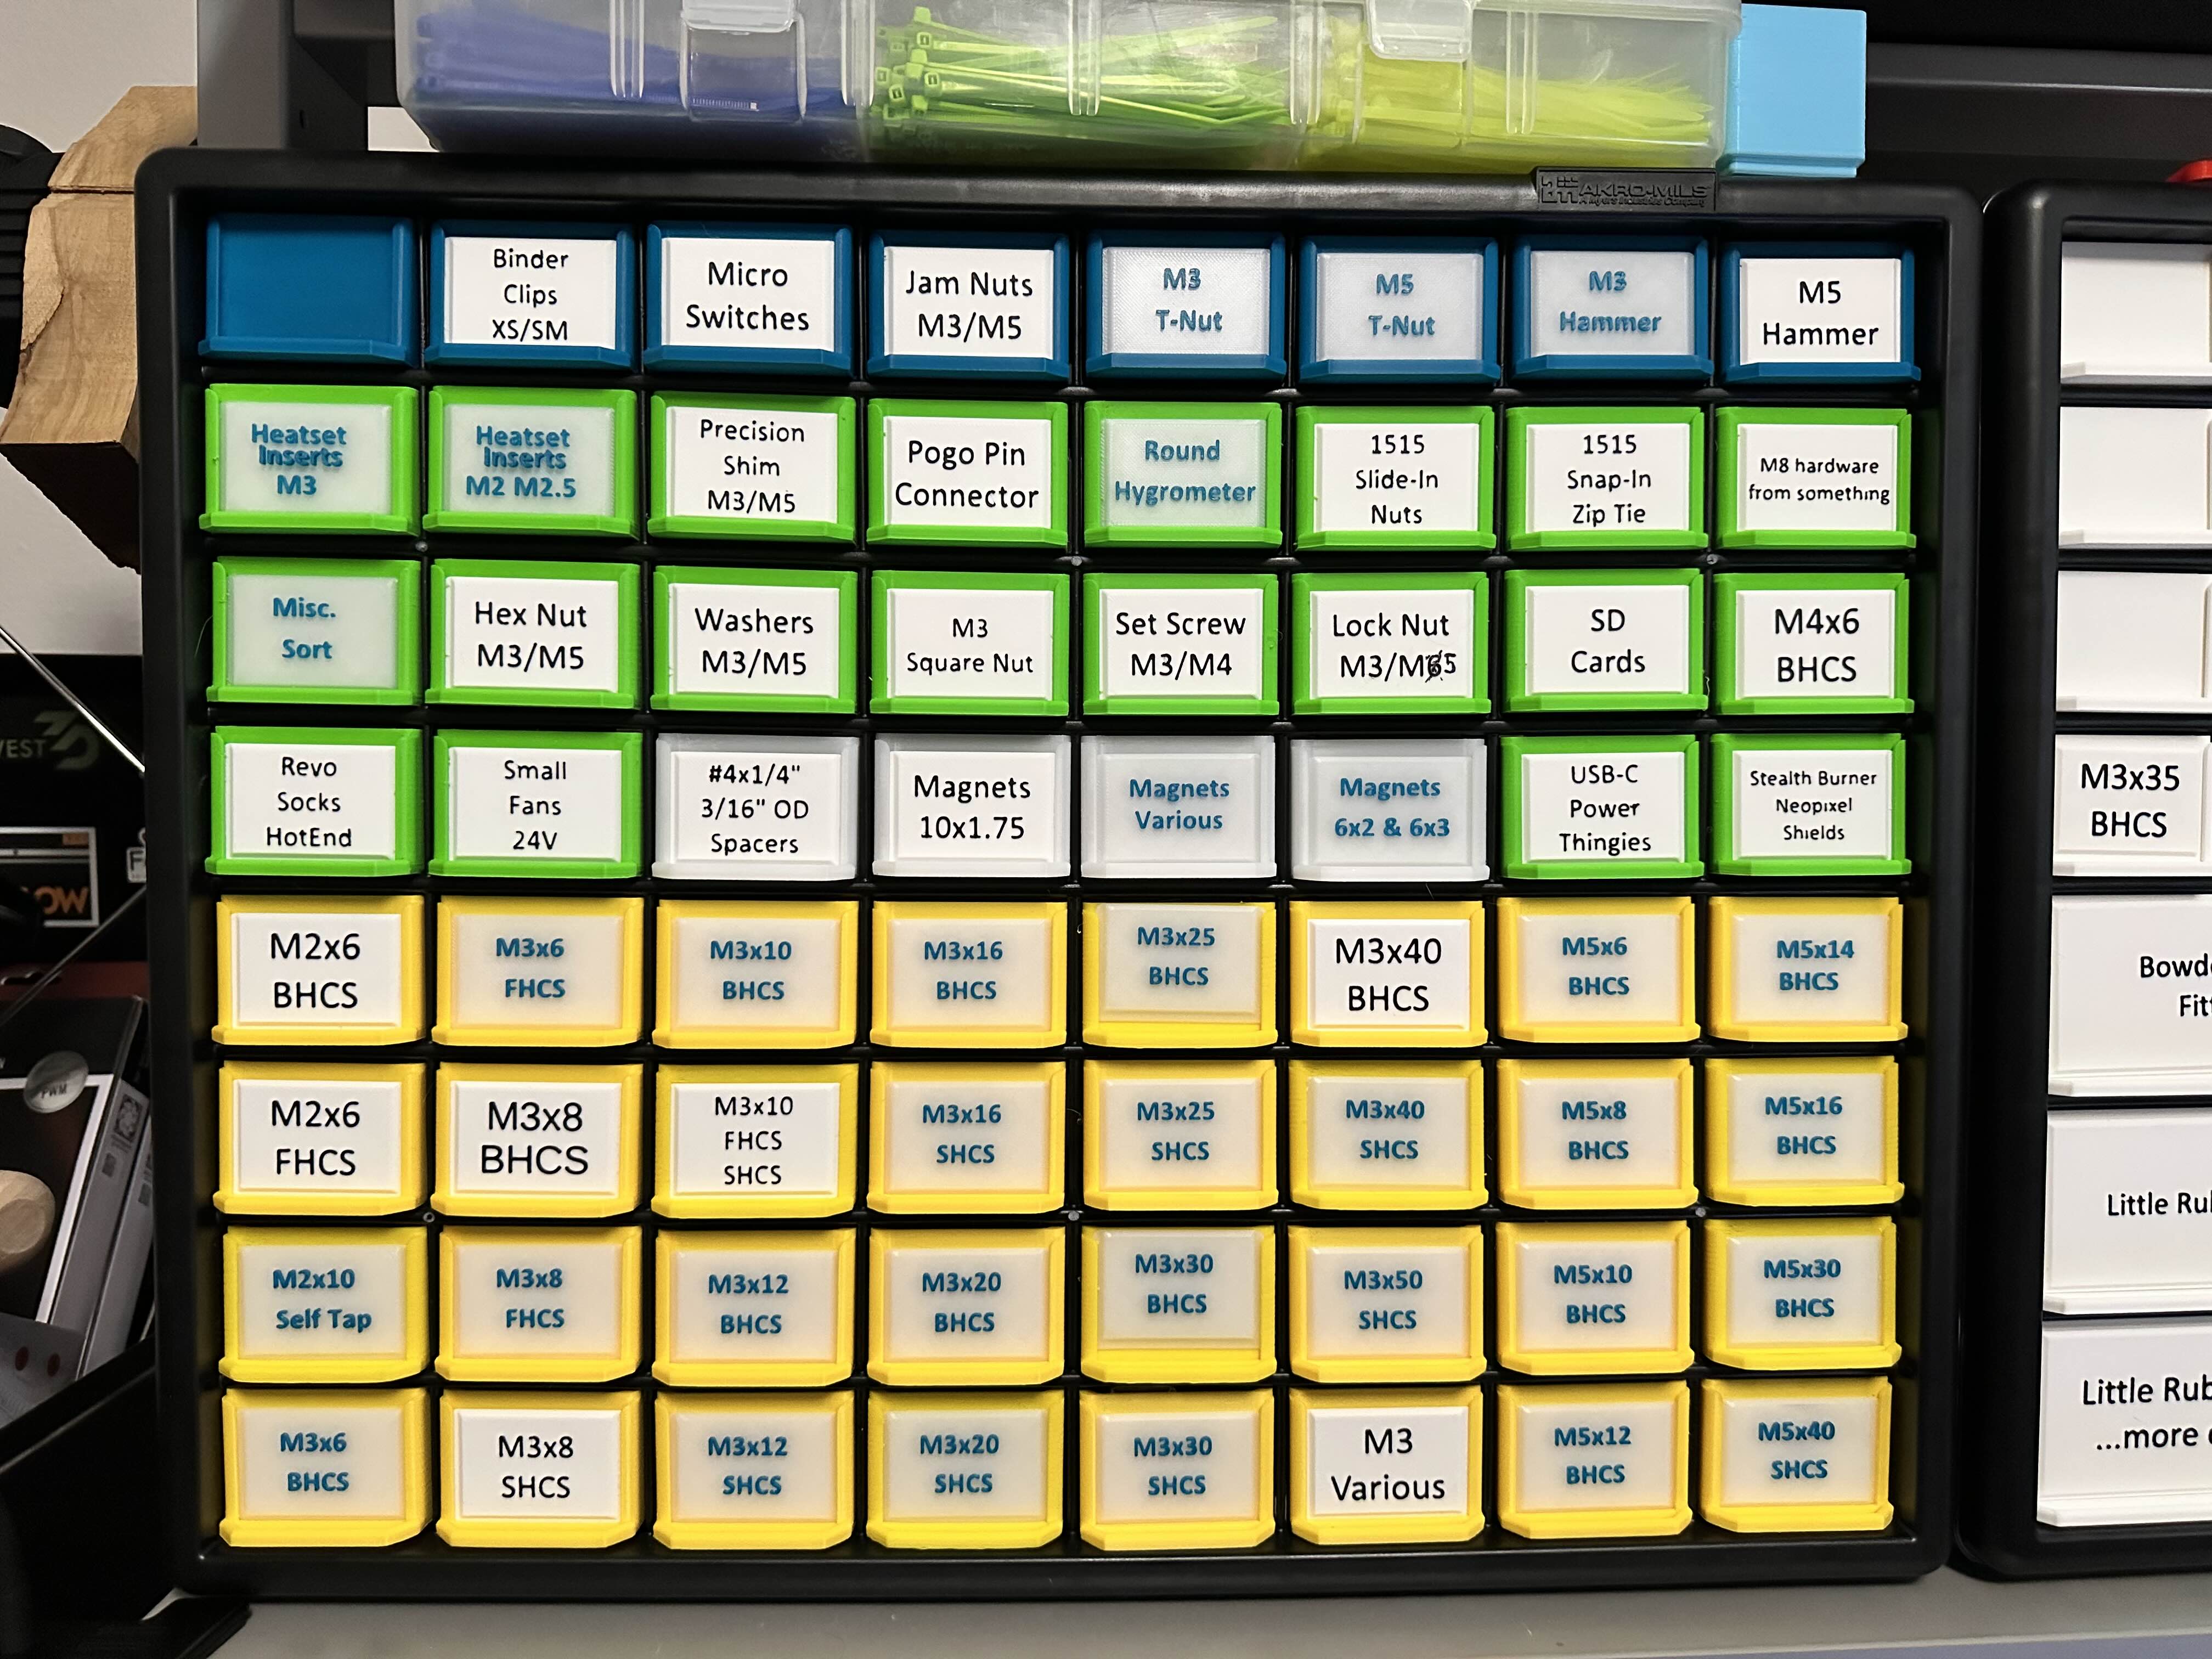 AKRO-MILS
Binder
Clips
XS/SM
Micro
Switches
Jam Nuts
M3/M5
M3
T-Nut
M5
T-Nut
M3
Hammer
M5
Hammer
Heatset
Inserts
M3
Heatset
Inserts
M2 M2.5
Precision
Shim
M3/M5
Pogo Pin
Connector
Round
Hygrometer
1515
Slide-In
Nuts
1515
Snap-In
Zip Tie
M8 hardware
from something
Misc.
Sort
Hex Nut
M3/M5
Washers
M3/M5
M3
Square Nut
Set Screw
M3/M4
Lock Nut
M3/M5
SD
Cards
M4x6
BHCS
Revo
Socks
HotEnd
Small
Fans
24V
#4x1/4"
3/16" OD
Spacers
Magnets
10x1.75
Magnets
Various
Magnets
6x2 & 6x3
USB-C
Power
Thingies
Stealth Burner
Neopixel
Shields
M2x6
BHCS
M3x6
FHCS
M3x10
BHCS
M3x16
BHCS
M3x25
BHCS
M3x40
BHCS
M5x6
BHCS
M5x14
BHCS
M2x6
FHCS
M3x8
BHCS
M3x10
FHCS
SHCS
M3x16
SHCS
M3x25
SHCS
M3x40
SHCS
M5x8
BHCS
M5x16
BHCS
M2x10
Self Tap
M3x8
FHCS
M3x12
BHCS
M3x20
BHCS
M3x30
BHCS
M3x50
SHCS
M5x10
BHCS
M5x30
BHCS
M3x6
BHCS
M3x8
SHCS
M3x12
SHCS
M3x20
SHCS
M3x30
SHCS
M3
Various
M5x12
BHCS
M5x40
SHCS
M3x35
BHCS
Little
Little
...more
PWM